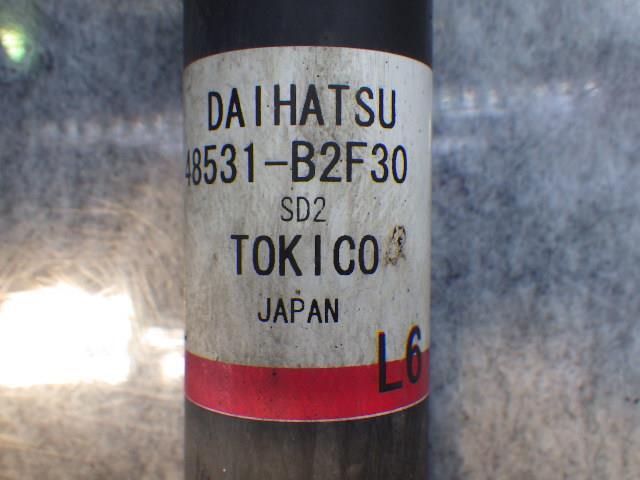 DAIHATSU
48531-B2F30
SD2
TOKICO
JAPAN
L6